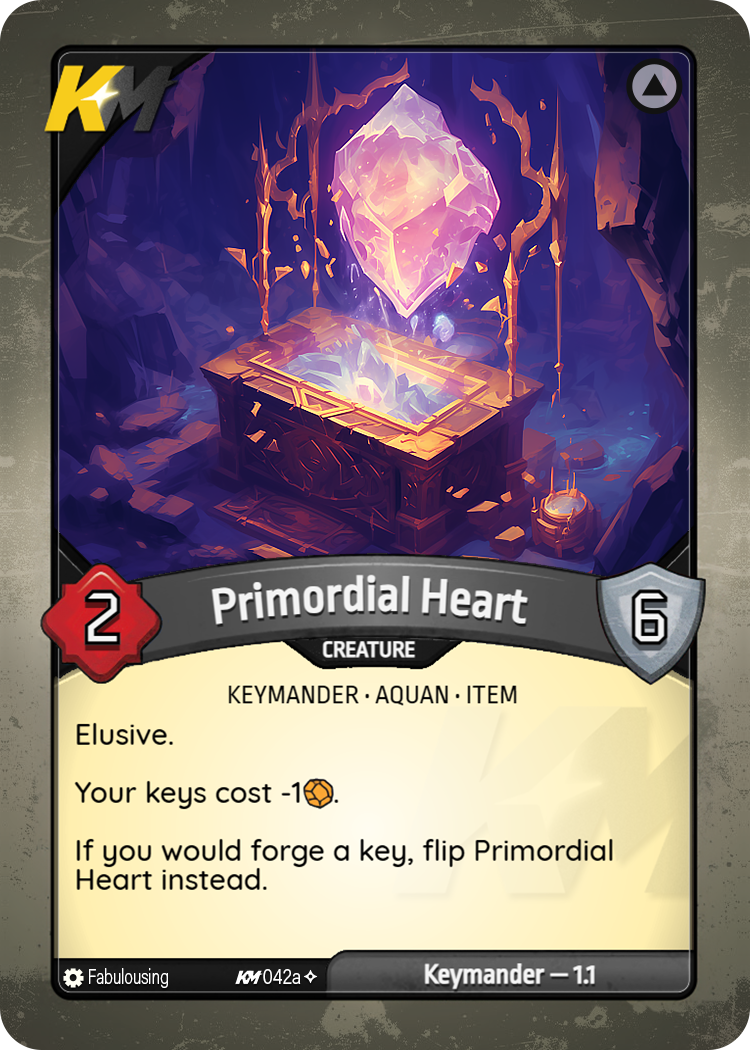 KM
2
Primordial Heart
6
CREATURE
KEYMANDER · AQUAN · ITEM
Elusive.
Your keys cost -1.
If you would forge a key, flip Primordial
Heart instead.
Fabulousing
KM 042a
Keymander — 1.1